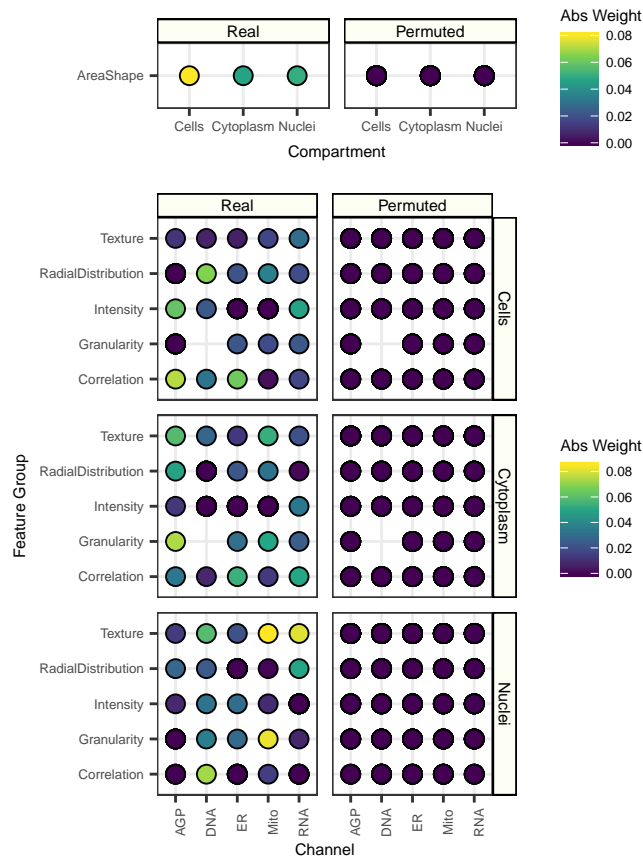 Real
Permuted
AreaShape
Cells
Cytoplasm
Nuclei
Cells
Cytoplasm
Nuclei
Compartment
Abs Weight
0.08
0.06
0.04
0.02
0.00
Real
Permuted
Feature Group
Texture
RadialDistribution
Intensity
Granularity
Correlation
Cells
Texture
RadialDistribution
Intensity
Granularity
Correlation
Cytoplasm
Texture
RadialDistribution
Intensity
Granularity
Correlation
Nuclei
AGP
DNA
ER
Mito
RNA
AGP
DNA
ER
Mito
RNA
Channel
Abs Weight
0.08
0.06
0.04
0.02
0.00